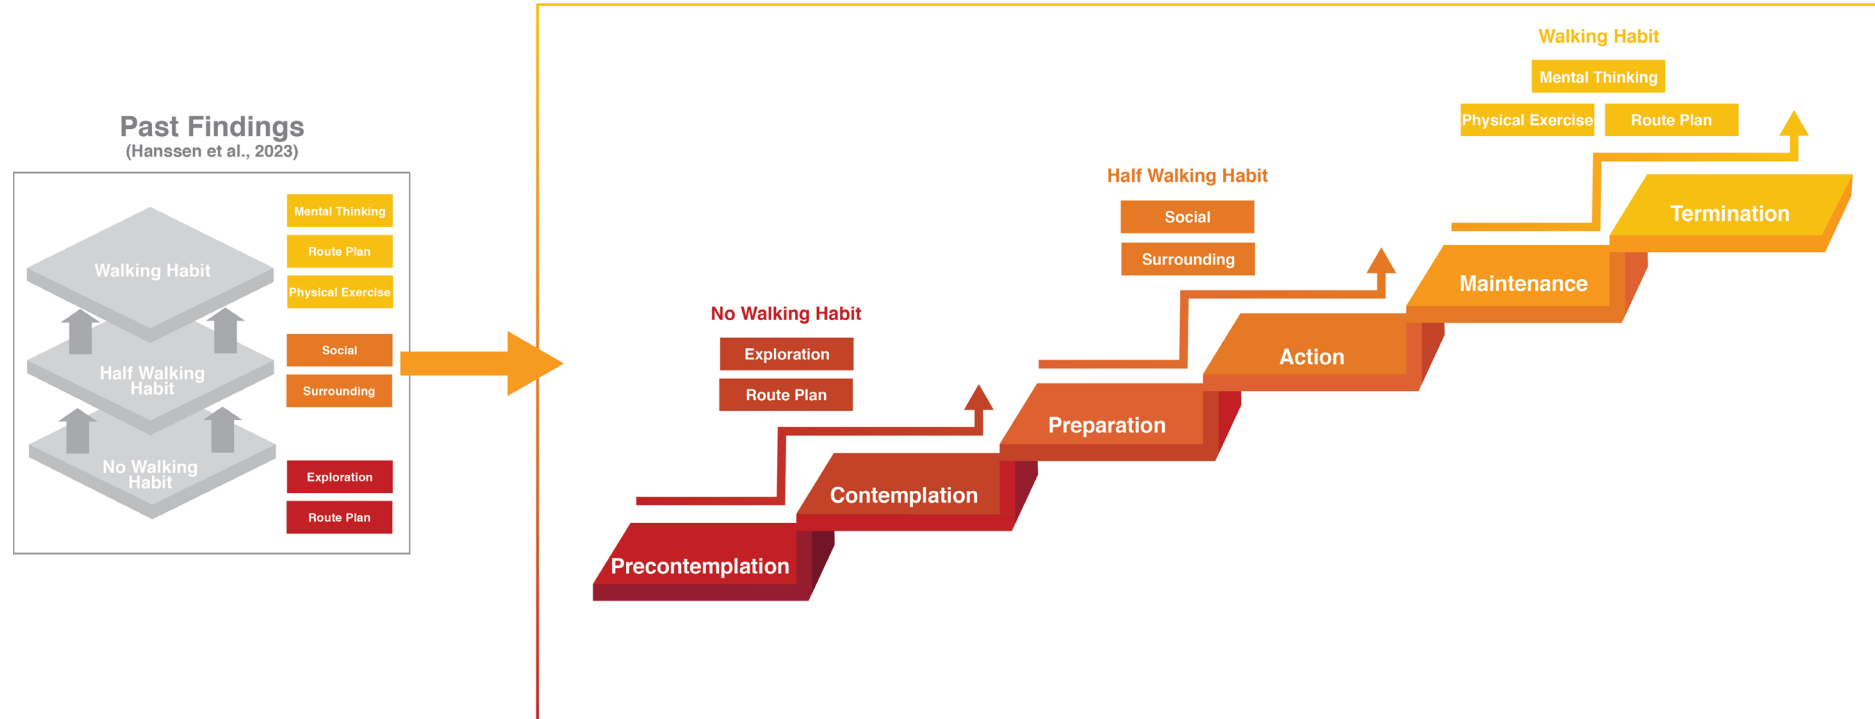 Past Findings
(Hanssen et al., 2023)
Walking Habit
Half Walking
Habit
No Walking
Habit
Mental Thinking
Route Plan
Physical Exercise
Social
Surrounding
Exploration
Route Plan
No Walking Habit
Exploration
Route Plan
Half Walking Habit
Social
Surrounding
Walking Habit
Mental Thinking
Physical Exercise
Route Plan
Precontemplation
Contemplation
Preparation
Action
Maintenance
Termination